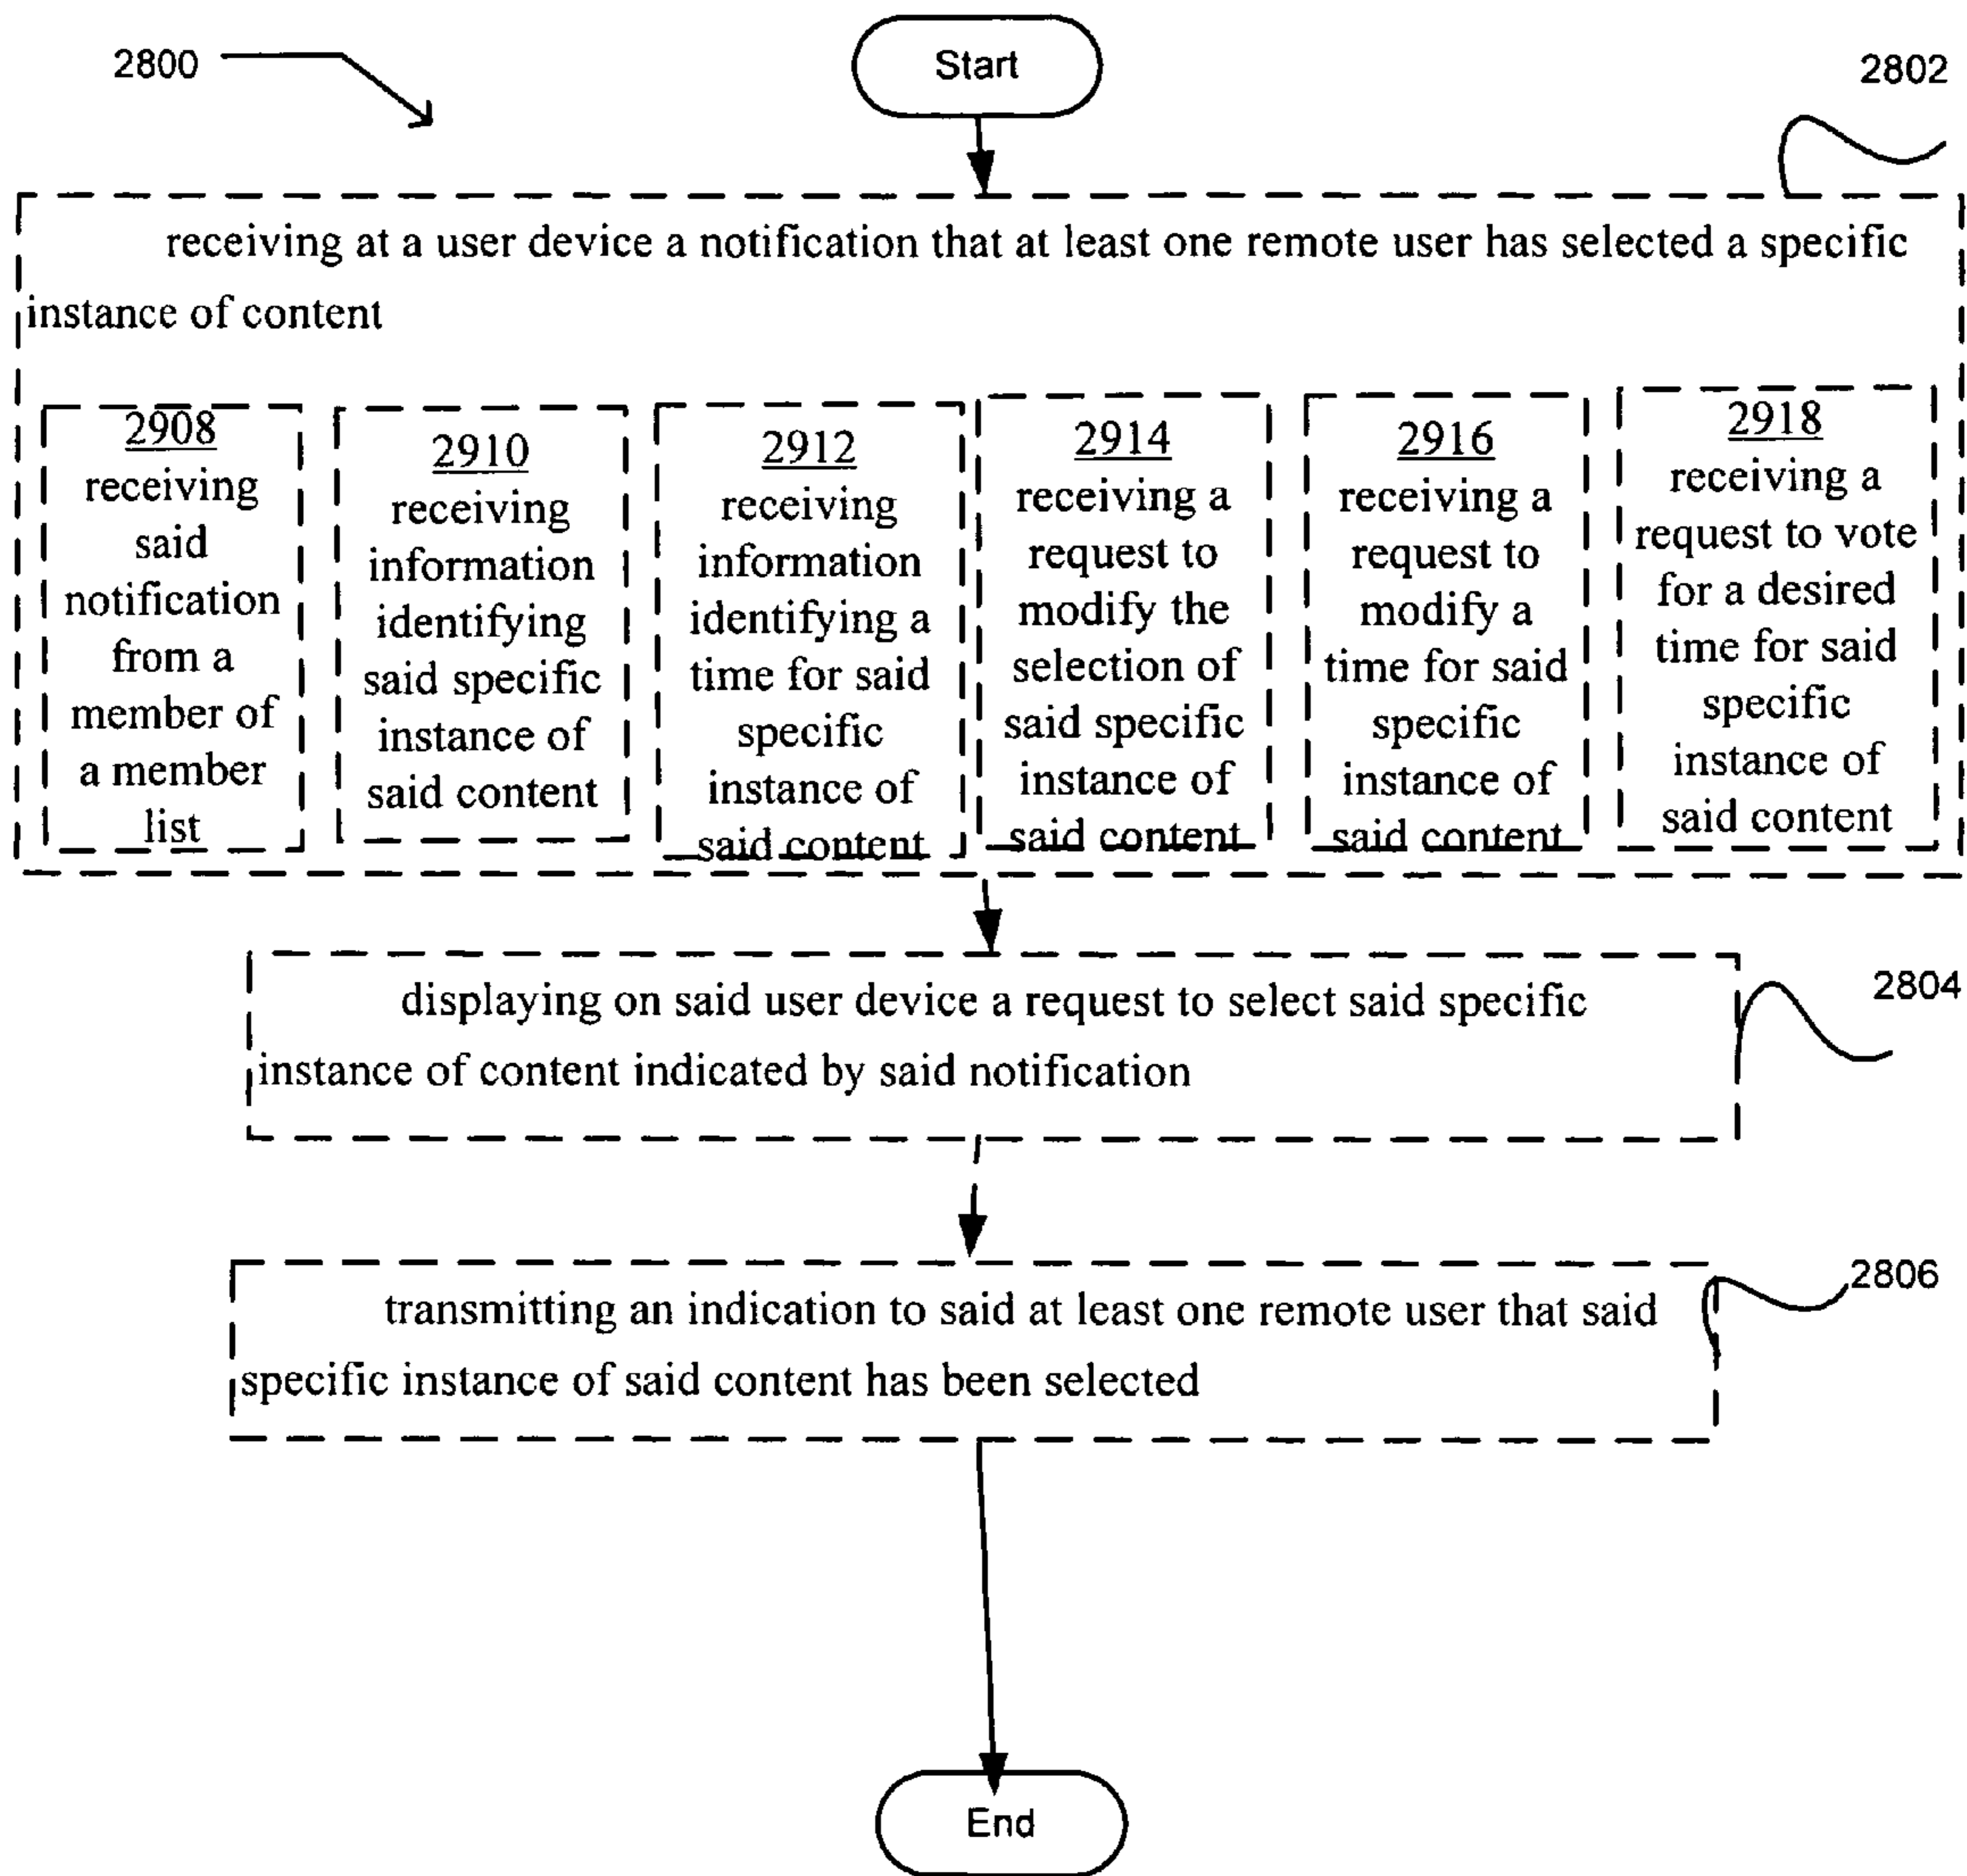 Start
2800
2802
receiving at a user device a notification that at least one remote user has selected a specific
instance of content
2908
receiving
said
notification
from a
member of
a member
list
2910
receiving
information
identifying
said specific
instance of
said content
2912
receiving
information
identifying a
time for said
specific
instance of
said content
2914
receiving a
request to
modify the
selection of
said specific
instance of
said content
2916
receiving a
request to
modify a
time for said
specific
instance of
said content
2918
receiving a
request to vote
for a desired
time for said
specific
instance of
said content
displaying on said user device a request to select said specific
instance of content indicated by said notification
2804
transmitting an indication to said at least one remote user that said
specific instance of said content has been selected
2806
End